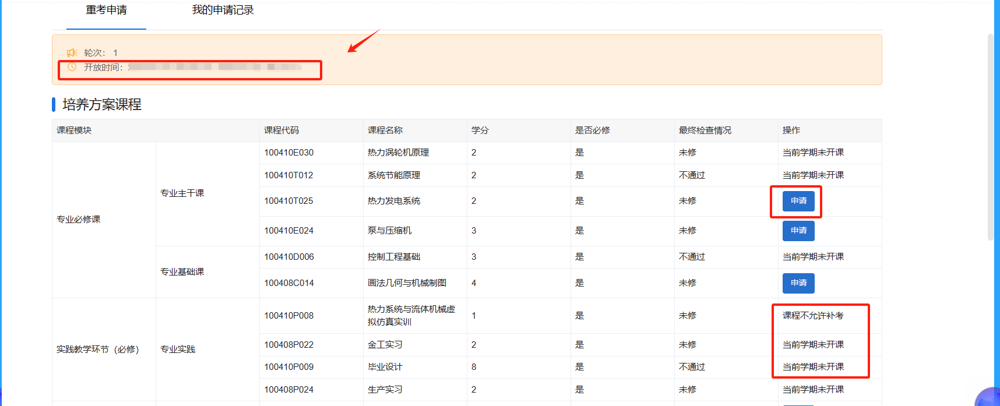 重考申请 我的申请记录
轮次： 1
开放时间：
培养方案课程
课程模块 课程代码 课程名称 学分 是否必修 最终检查情况 操作
专业必修课 专业主干课 100410E030 热力涡轮机原理 2 是 未修 当前学期未开课
100410T012 系统节能原理 2 是 不通过 当前学期未开课
100410T025 热力发电系统 2 是 未修 申请
100410E024 泵与压缩机 3 是 未修 申请
专业基础课 100410D006 控制工程基础 3 是 不通过 当前学期未开课
100408C014 画法几何与机械制图 4 是 未修 申请
实践教学环节（必修） 专业实践 100410P008 热力系统与流体机械虚
拟仿真实训 1 是 未修 课程不允许补考
100408P022 金工实习 2 是 未修 当前学期未开课
100410P009 毕业设计 8 是 不通过 当前学期未开课
100408P024 生产实习 2 是 未修 当前学期未开课